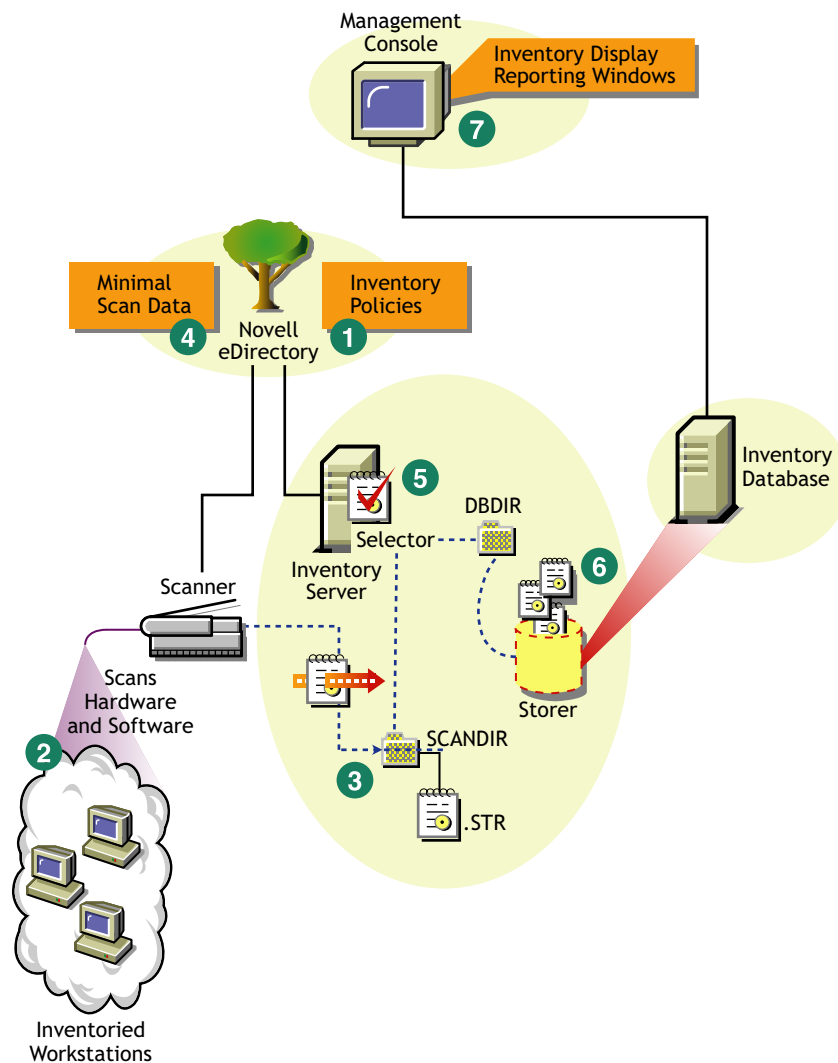 Management
Console
Inventory Display
Reporting Windows
7
Minimal
Scan Data
4
Novell
eDirectory
Inventory
Policies
1
5
Selector
Inventory
Server
DBDIR
6
Storer
Inventory
Database
Scanner
Scans
Hardware
and Software
2
SCANDIR
3
.STR
Inventoried
Workstations